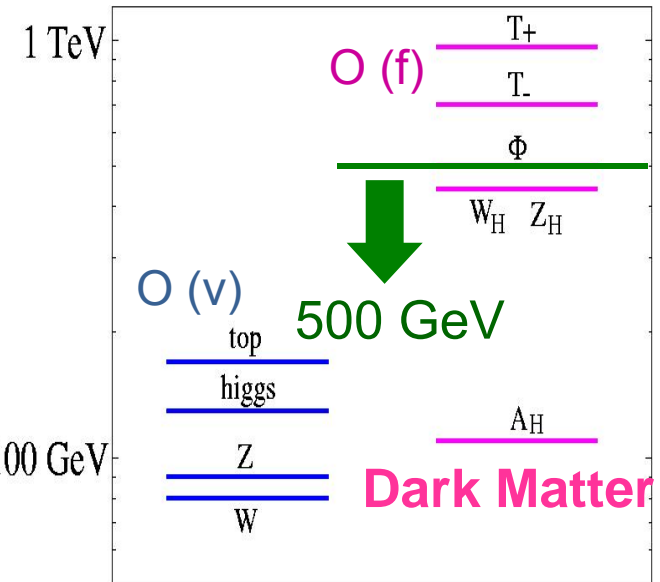 1 TeV
T+
O (f)
T-
Φ
W_H Z_H
O (v)
500 GeV
top
higgs
A_H
00 GeV
Z
Dark Matter
W